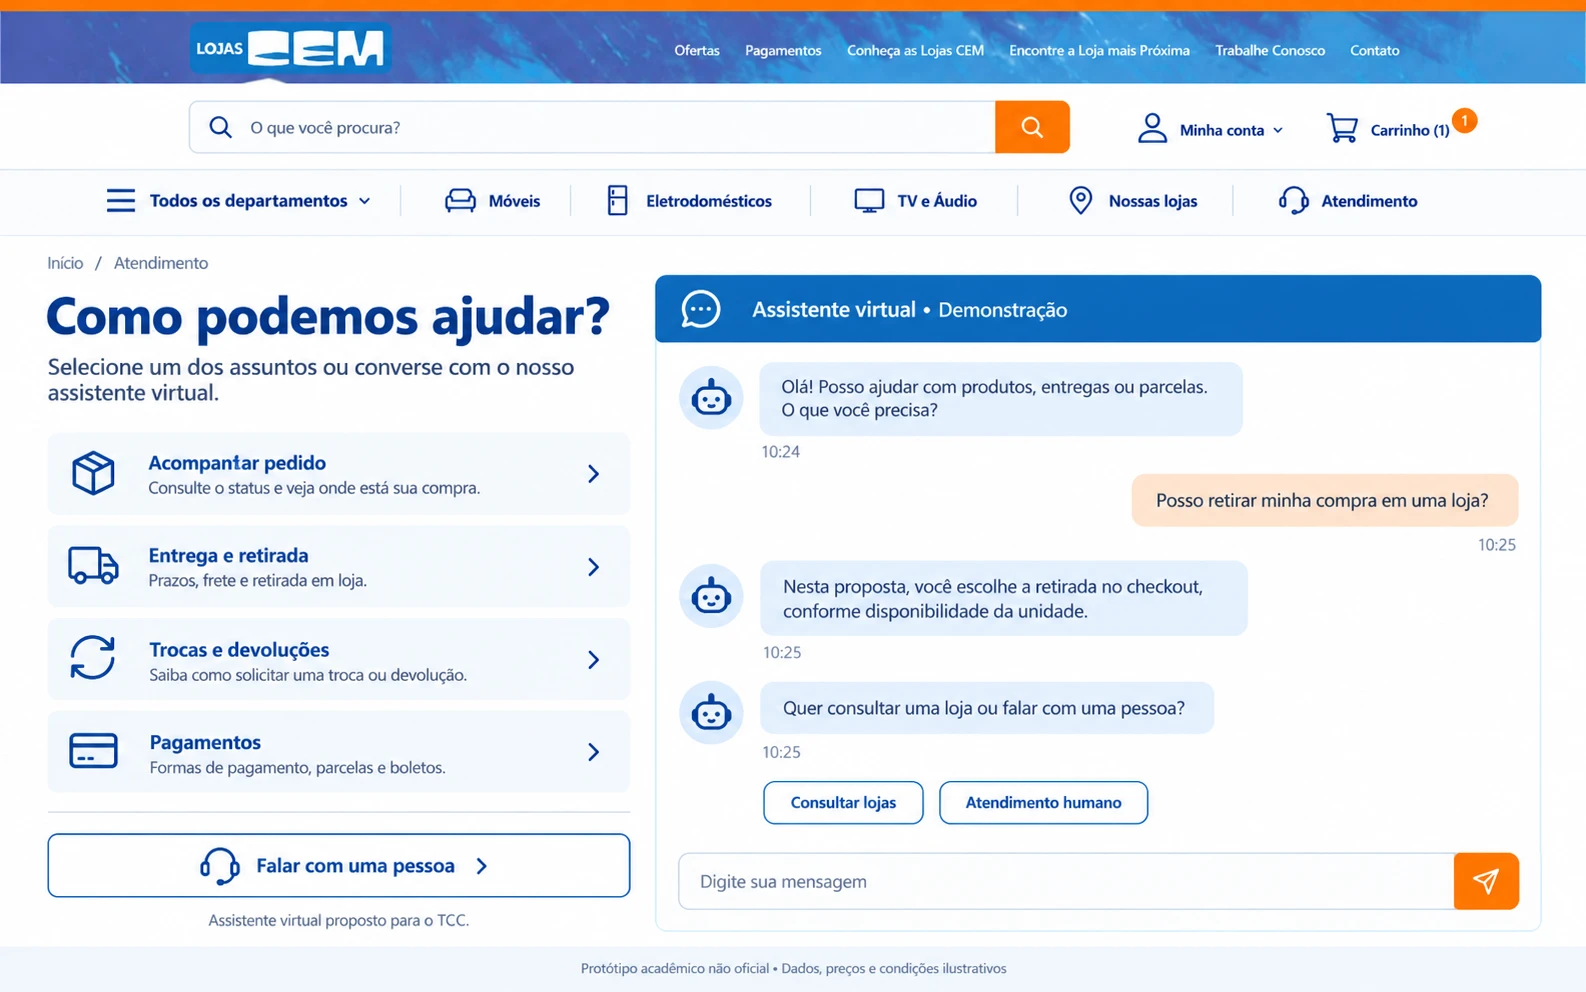 LOJAS CEM
Ofertas
Pagamentos
Conheça as Lojas CEM
Encontre a Loja mais Próxima
Trabalhe Conosco
Contato
O que você procura?
Minha conta
Carrinho (1)
1
Todos os departamentos
Móveis
Eletrodomésticos
TV e Áudio
Nossas lojas
Atendimento
Início / Atendimento
Como podemos ajudar?
Selecione um dos assuntos ou converse com o nosso
assistente virtual.
Acompanhar pedido
Consulte o status e veja onde está sua compra.
Entrega e retirada
Prazos, frete e retirada em loja.
Trocas e devoluções
Saiba como solicitar uma troca ou devolução.
Pagamentos
Formas de pagamento, parcelas e boletos.
Falar com uma pessoa
Assistente virtual proposto para o TCC.
Assistente virtual • Demonstração
Olá! Posso ajudar com produtos, entregas ou parcelas.
O que você precisa?
10:24
Posso retirar minha compra em uma loja?
10:25
Nesta proposta, você escolhe a retirada no checkout,
conforme disponibilidade da unidade.
10:25
Quer consultar uma loja ou falar com uma pessoa?
10:25
Consultar lojas
Atendimento humano
Digite sua mensagem
Protótipo acadêmico não oficial • Dados, preços e condições ilustrativos